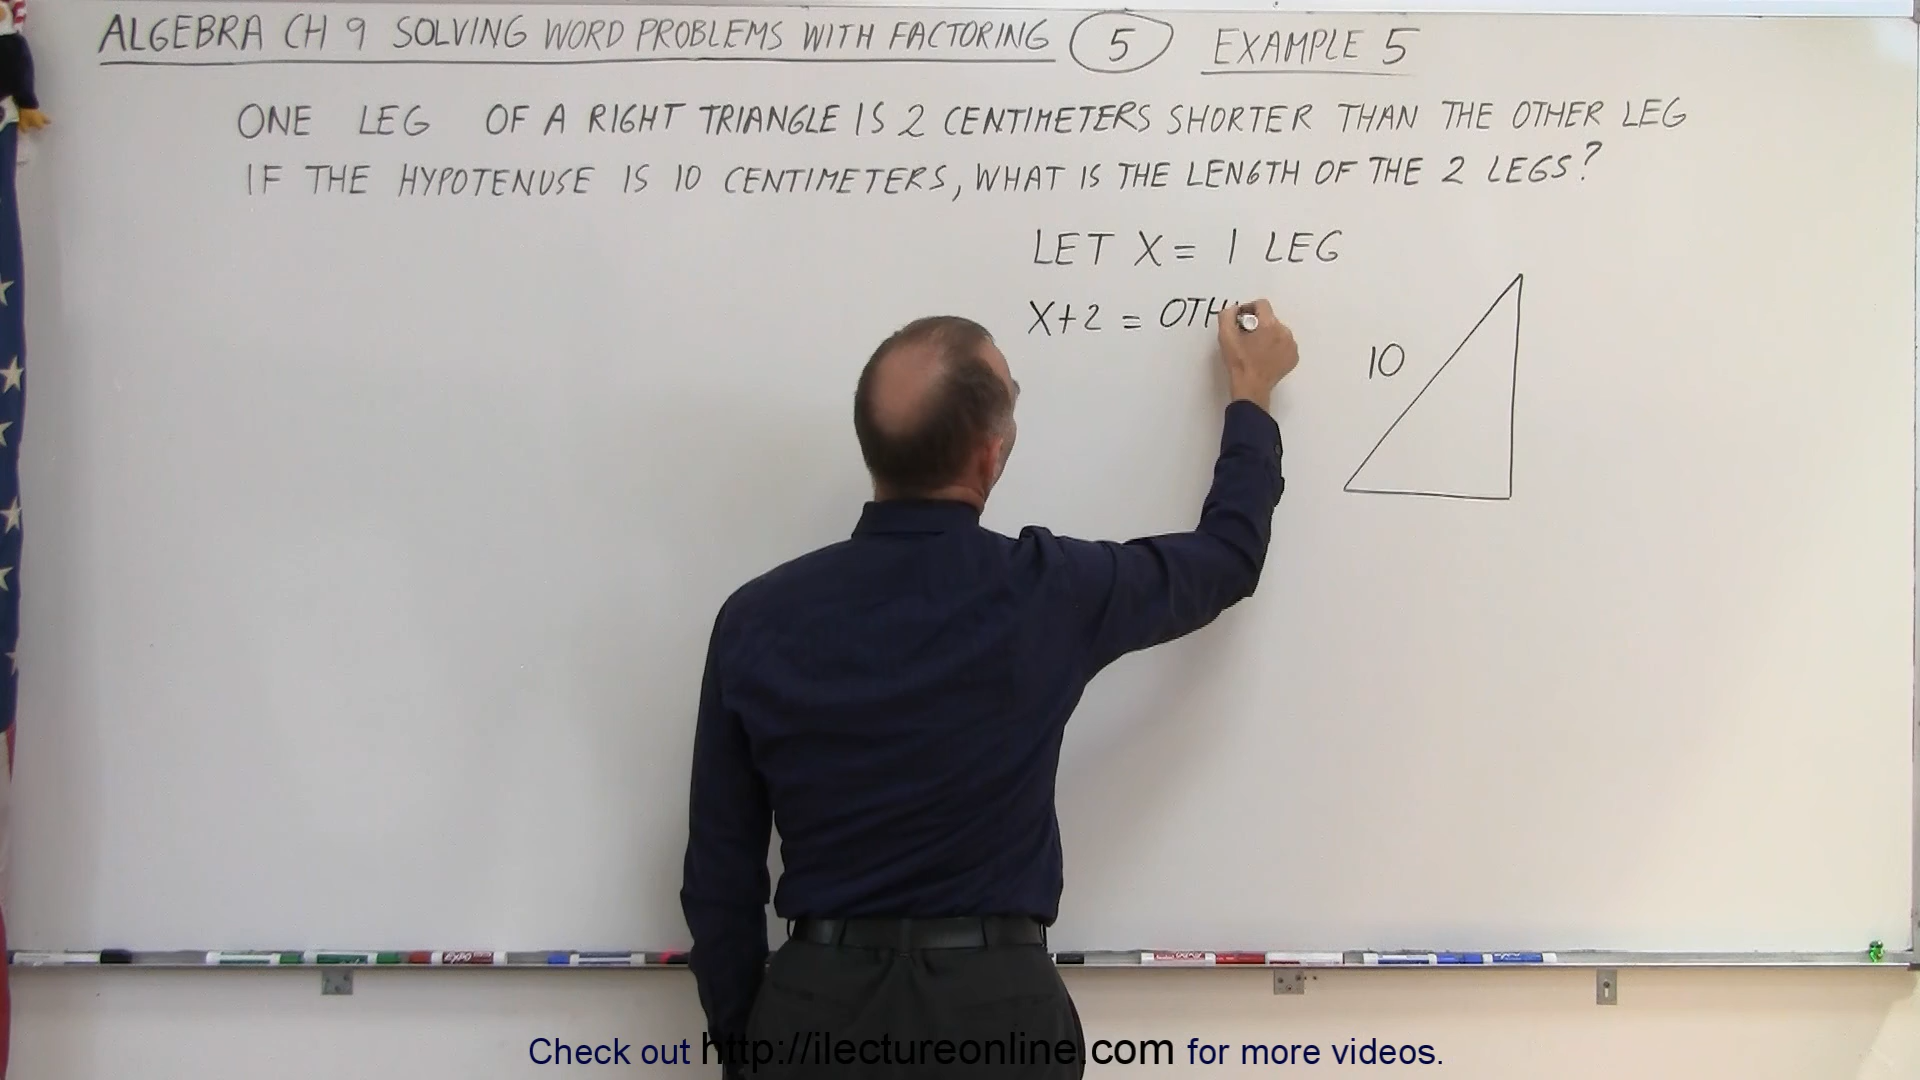 ALGEBRA CH 9 SOLVING WORD PROBLEMS WITH FACTORING 5 EXAMPLE 5
ONE LEG OF A RIGHT TRIANGLE IS 2 CENTIMETERS SHORTER THAN THE OTHER LEG
IF THE HYPOTENUSE IS 10 CENTIMETERS, WHAT IS THE LENGTH OF THE 2 LEGS?
LET X = 1 LEG
X+2 = OTH
10
EXPO
Check out http://ilectureonline.com for more videos.